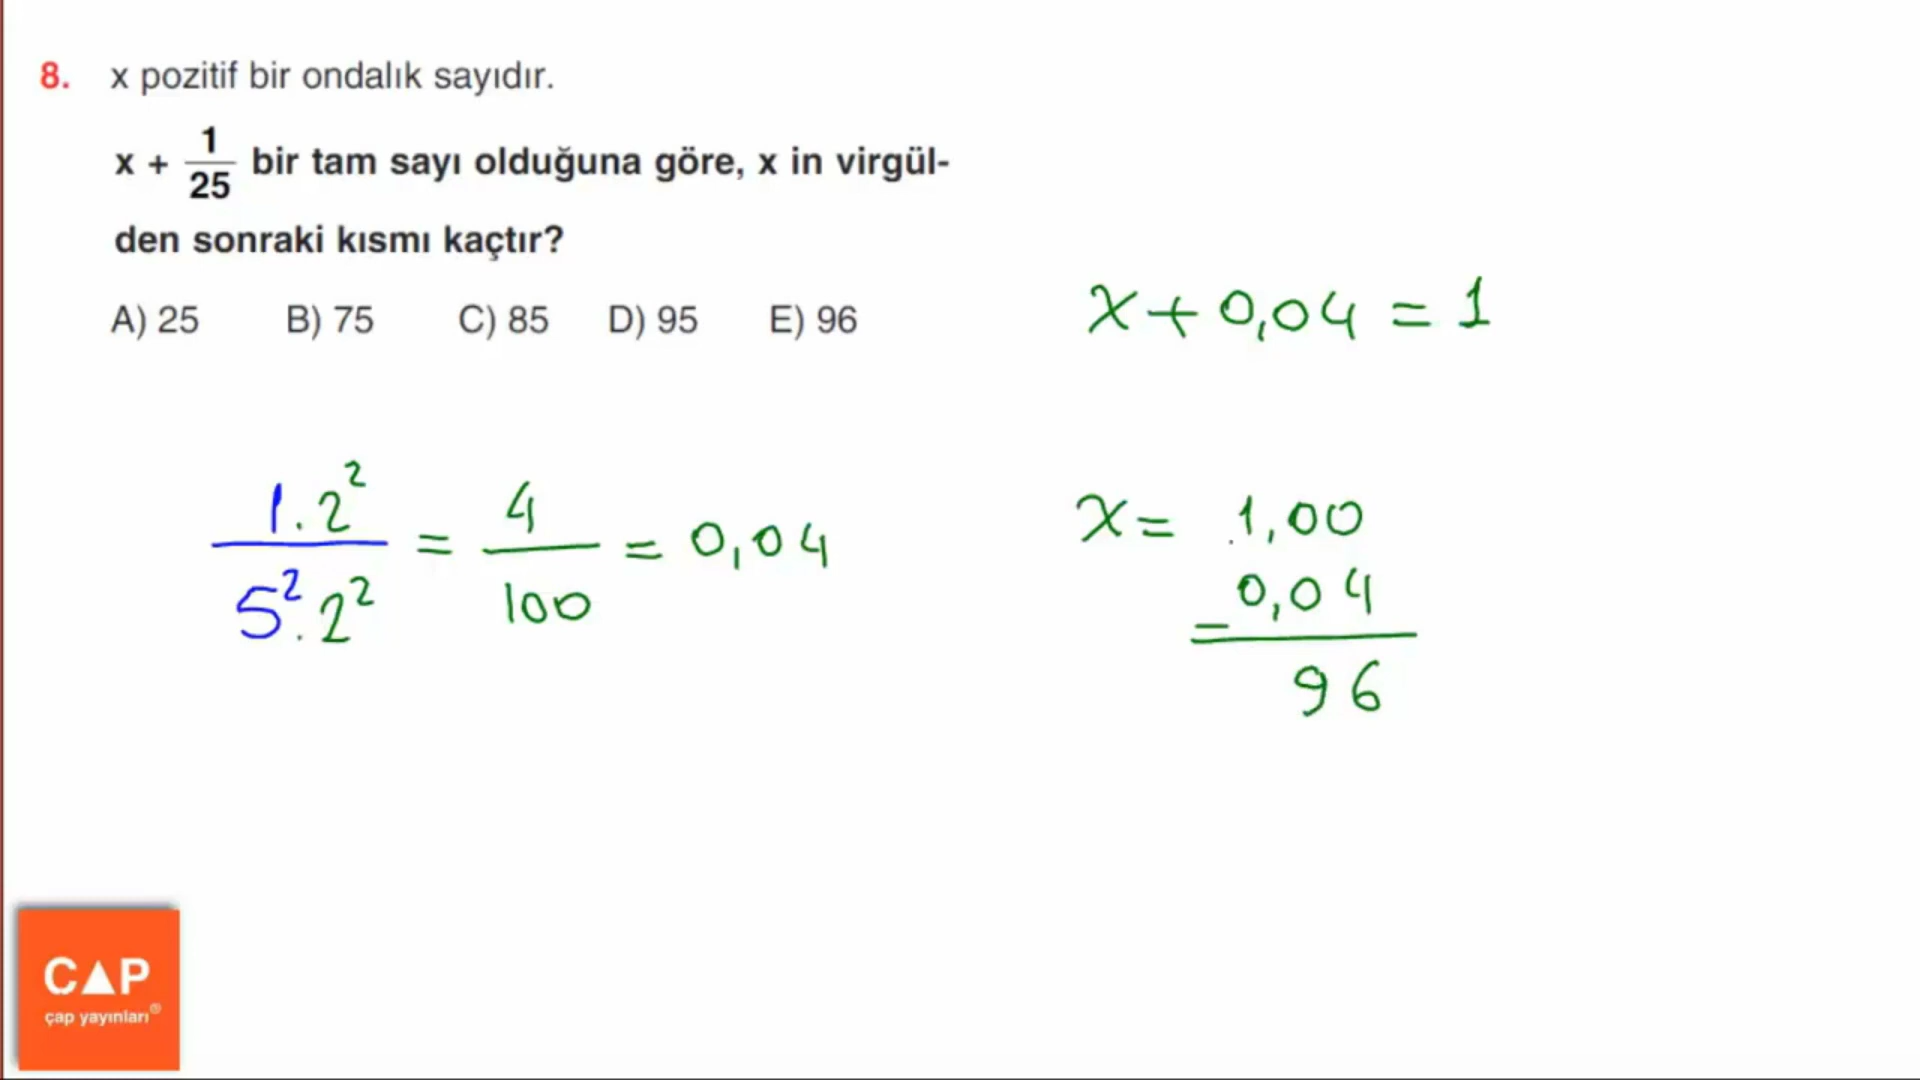 8. x pozitif bir ondalık sayıdır.
x + 1/25 bir tam sayı olduğuna göre, x in virgül-
den sonraki kısmı kaçtır?
A) 25 B) 75 C) 85 D) 95 E) 96
x + 0,04 = 1
1.2²/5².2² = 4/100 = 0,04
x = 1,00
- 0,04
96
CAP
çap yayınları®